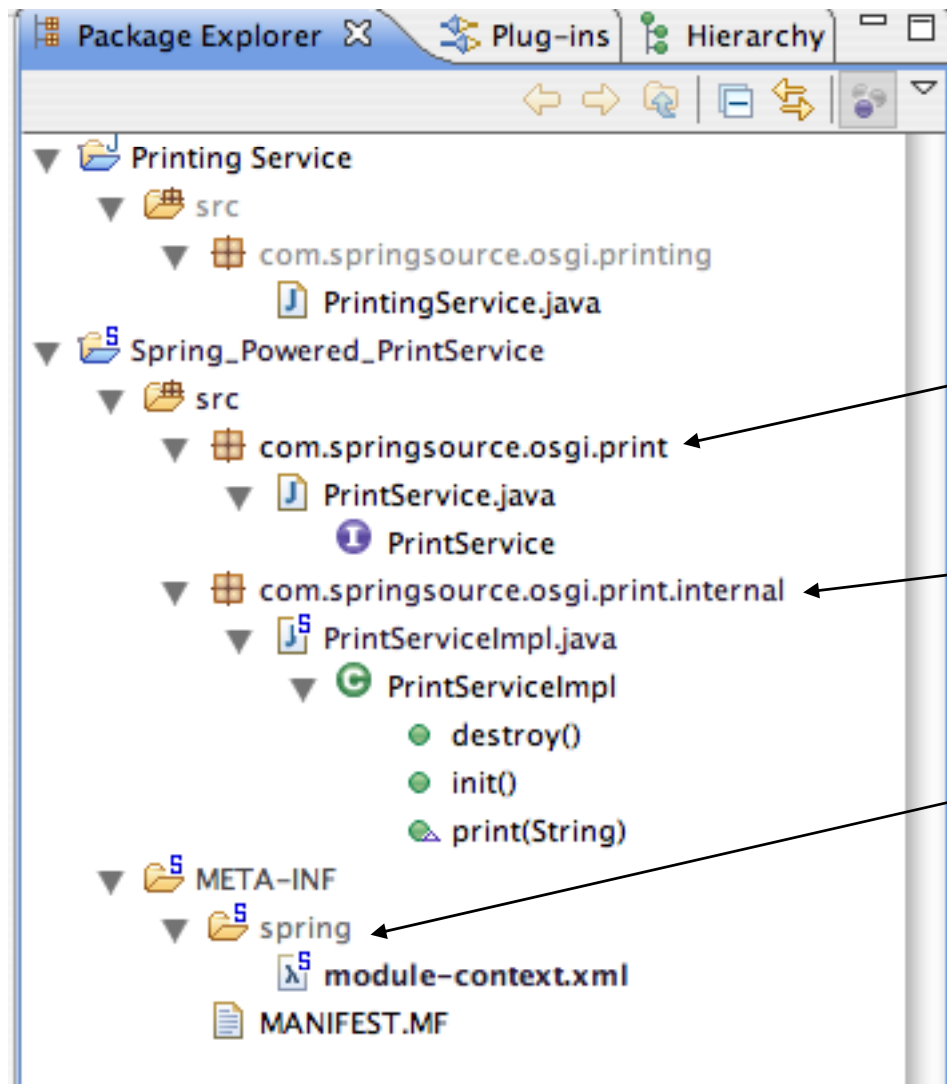 Package Explorer Plug-ins Hierarchy
Printing Service
src
com.springsource.osgi.printing
PrintingService.java
Spring_Powered_PrintService
src
com.springsource.osgi.print
PrintService.java
PrintService
com.springsource.osgi.print.internal
PrintServiceImpl.java
PrintServiceImpl
destroy()
init()
print(String)
META-INF
spring
module-context.xml
MANIFEST.MF